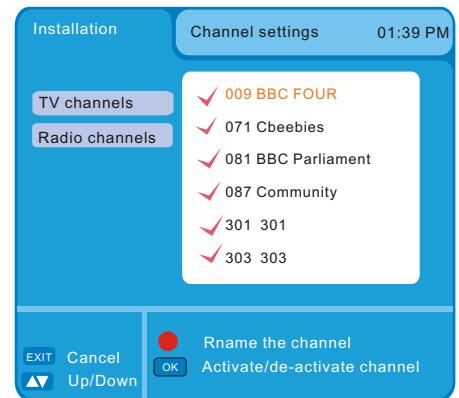 Installation
Channel settings 01:39 PM
TV channels
Radio channels
009 BBC FOUR
071 Cbeebies
081 BBC Parliament
087 Community
301 301
303 303
EXIT Cancel
Up/Down
Rname the channel
OK Activate/de-activate channel